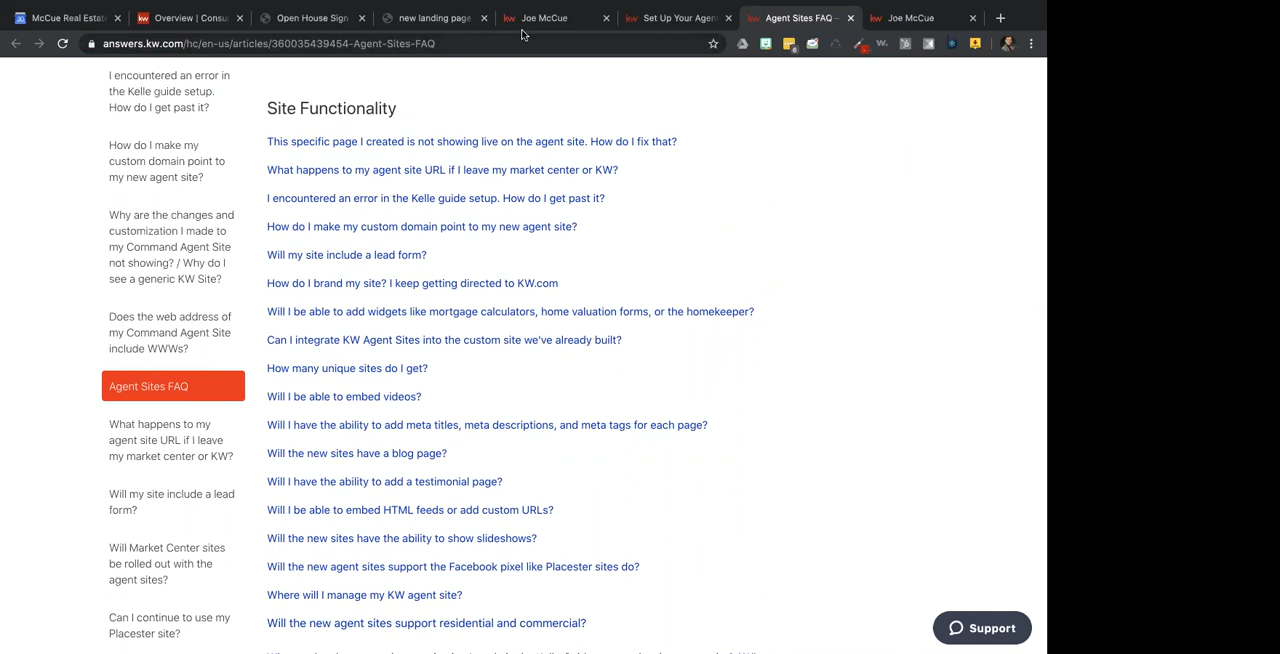 McCue Real Estat
Overview | Consu
Open House Sign
new landing page
Joe McCue
Set Up Your Agen
Agent Sites FAQ –
Joe McCue
answers.kw.com/hc/en-us/articles/360035439454-Agent-Sites-FAQ
I encountered an error in
the Kelle guide setup.
How do I get past it?
How do I make my
custom domain point to
my new agent site?
Why are the changes and
customization I made to
my Command Agent Site
not showing? / Why do I
see a generic KW Site?
Does the web address of
my Command Agent Site
include WWWs?
Agent Sites FAQ
What happens to my
agent site URL if I leave
my market center or KW?
Will my site include a lead
form?
Will Market Center sites
be rolled out with the
agent sites?
Can I continue to use my
Placester site?
Site Functionality
This specific page I created is not showing live on the agent site. How do I fix that?
What happens to my agent site URL if I leave my market center or KW?
I encountered an error in the Kelle guide setup. How do I get past it?
How do I make my custom domain point to my new agent site?
Will my site include a lead form?
How do I brand my site? I keep getting directed to KW.com
Will I be able to add widgets like mortgage calculators, home valuation forms, or the homekeeper?
Can I integrate KW Agent Sites into the custom site we've already built?
How many unique sites do I get?
Will I be able to embed videos?
Will I have the ability to add meta titles, meta descriptions, and meta tags for each page?
Will the new sites have a blog page?
Will I have the ability to add a testimonial page?
Will I be able to embed HTML feeds or add custom URLs?
Will the new sites have the ability to show slideshows?
Will the new agent sites support the Facebook pixel like Placester sites do?
Where will I manage my KW agent site?
Will the new agent sites support residential and commercial?
Support